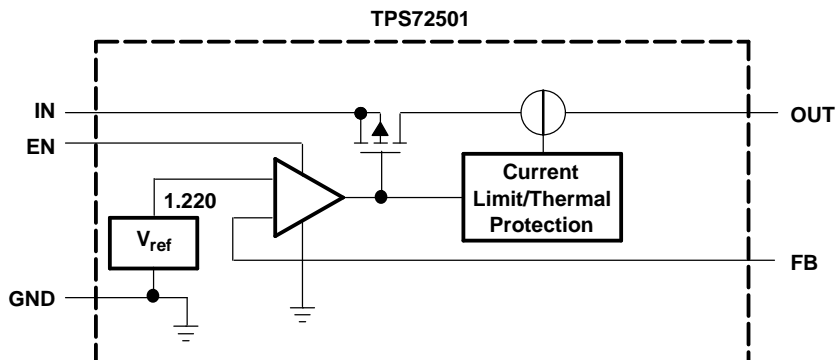 TPS72501
IN
OUT
EN
Current
Limit/Thermal
Protection
1.220
Vref
FB
GND